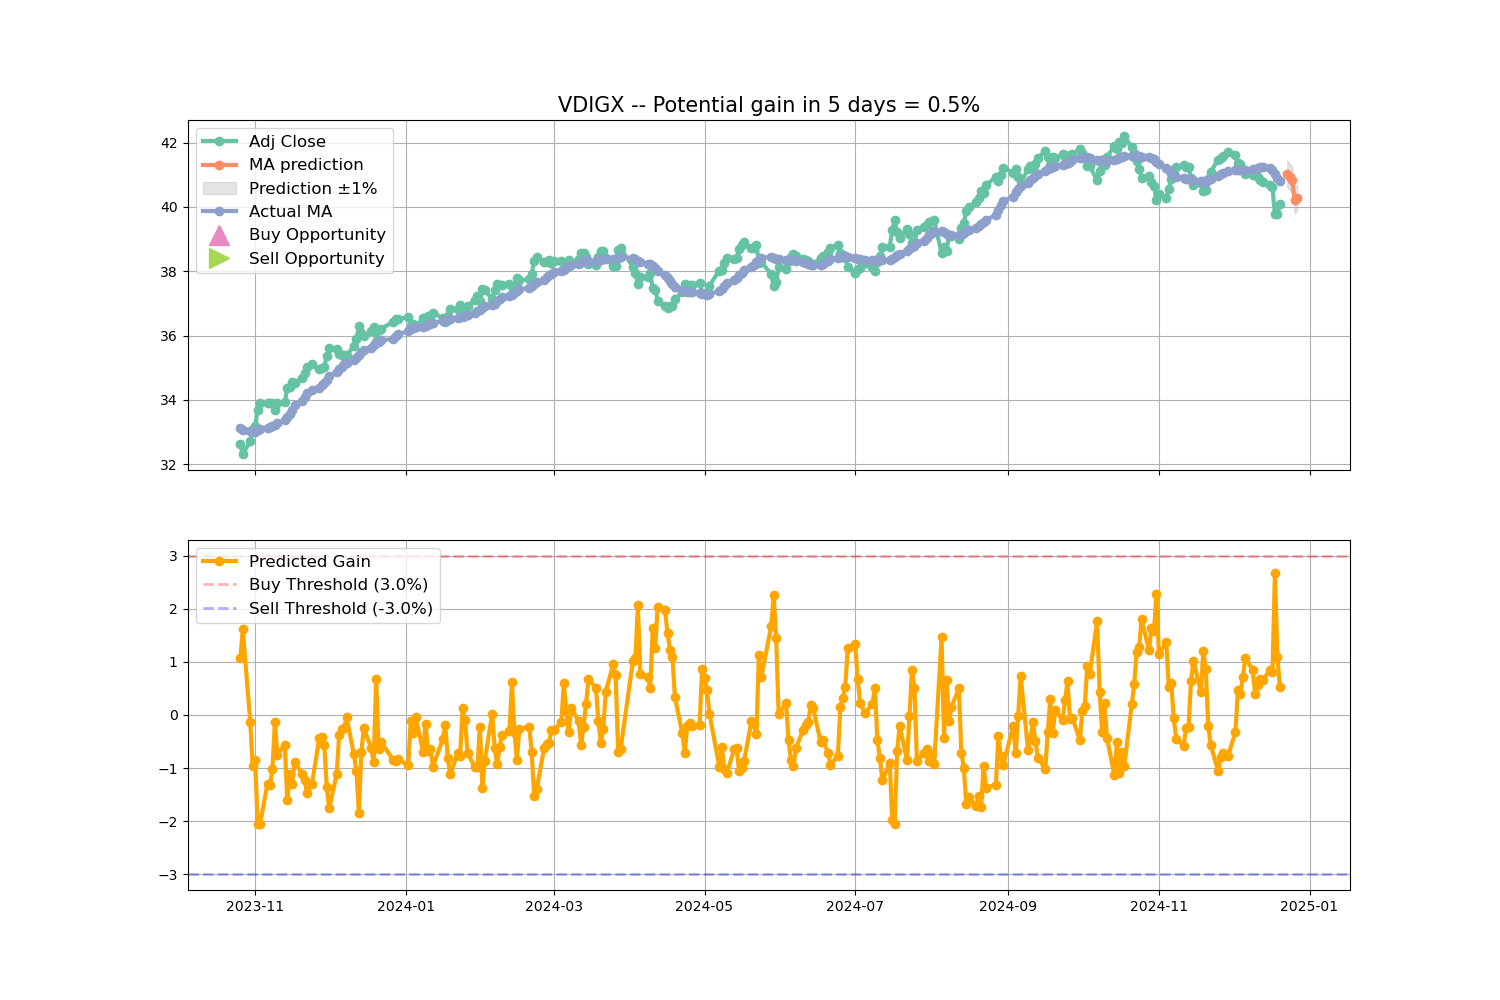 VDIGX -- Potential gain in 5 days = 0.5%
42
40
38
36
34
32
Adj Close
MA prediction
Prediction ±1%
Actual MA
Buy Opportunity
Sell Opportunity
3
2
1
0
−1
−2
−3
Predicted Gain
Buy Threshold (3.0%)
Sell Threshold (-3.0%)
2023-11 2024-01 2024-03 2024-05 2024-07 2024-09 2024-11 2025-01